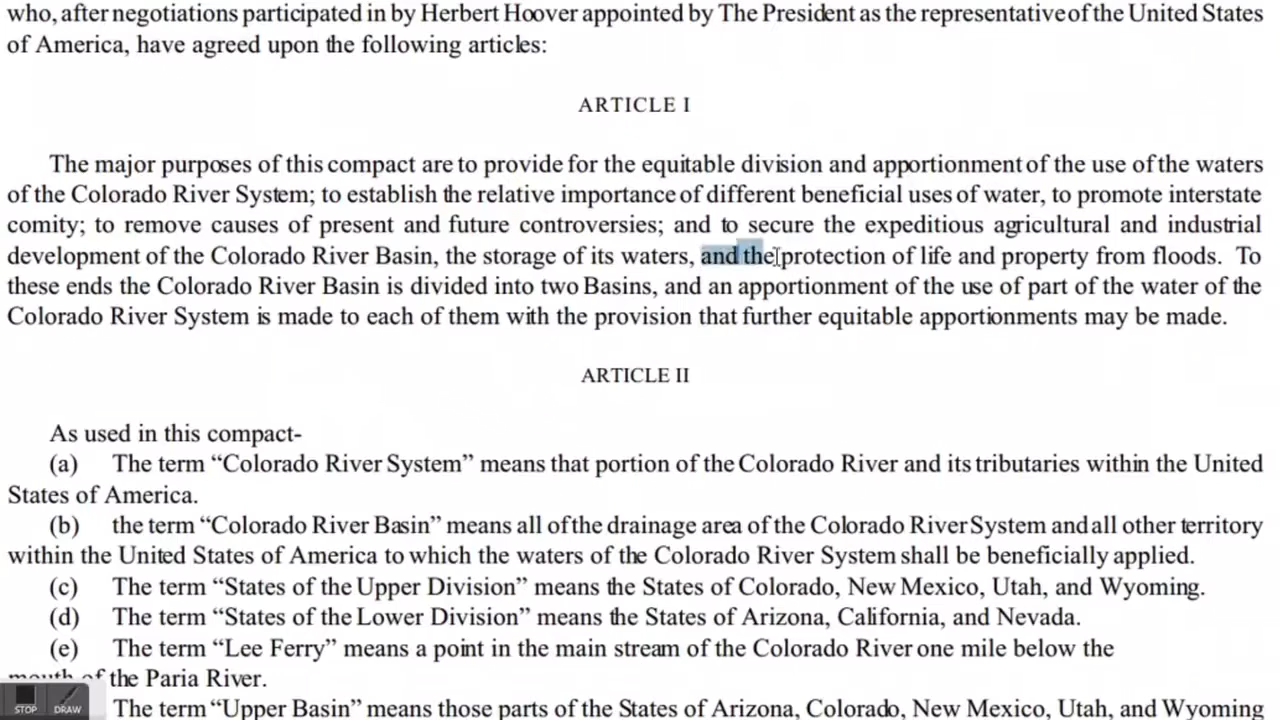 who, after negotiations participated in by Herbert Hoover appointed by The President as the representative of the United States
of America, have agreed upon the following articles:
ARTICLE I
The major purposes of this compact are to provide for the equitable division and apportionment of the use of the waters
of the Colorado River System; to establish the relative importance of different beneficial uses of water, to promote interstate
comity; to remove causes of present and future controversies; and to secure the expeditious agricultural and industrial
development of the Colorado River Basin, the storage of its waters, and the protection of life and property from floods. To
these ends the Colorado River Basin is divided into two Basins, and an apportionment of the use of part of the water of the
Colorado River System is made to each of them with the provision that further equitable apportionments may be made.
ARTICLE II
As used in this compact-
(a) The term “Colorado River System” means that portion of the Colorado River and its tributaries within the United
States of America.
(b) the term “Colorado River Basin” means all of the drainage area of the Colorado River System and all other territory
within the United States of America to which the waters of the Colorado River System shall be beneficially applied.
(c) The term “States of the Upper Division” means the States of Colorado, New Mexico, Utah, and Wyoming.
(d) The term “States of the Lower Division” means the States of Arizona, California, and Nevada.
(e) The term “Lee Ferry” means a point in the main stream of the Colorado River one mile below the
mouth of the Paria River.
The term “Upper Basin” means those parts of the States of Arizona, Colorado, New Mexico, Utah, and Wyoming
STOP DRAW